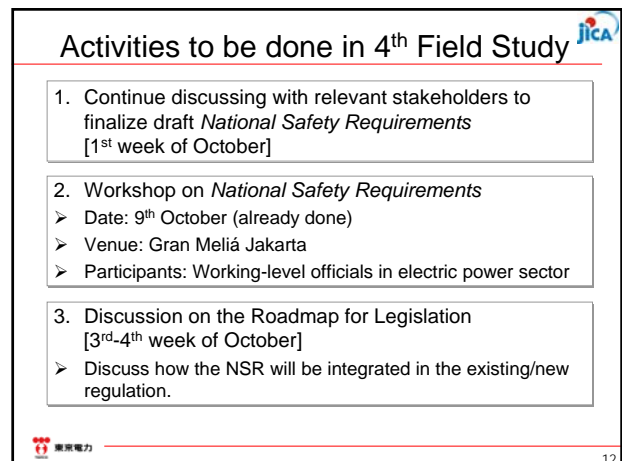 Activities to be done in 4th Field Study
jICA
1. Continue discussing with relevant stakeholders to
finalize draft National Safety Requirements
[1st week of October]
2. Workshop on National Safety Requirements
➢ Date: 9th October (already done)
➢ Venue: Gran Meliá Jakarta
➢ Participants: Working-level officials in electric power sector
3. Discussion on the Roadmap for Legislation
[3rd-4th week of October]
➢ Discuss how the NSR will be integrated in the existing/new
regulation.
東京電力
12